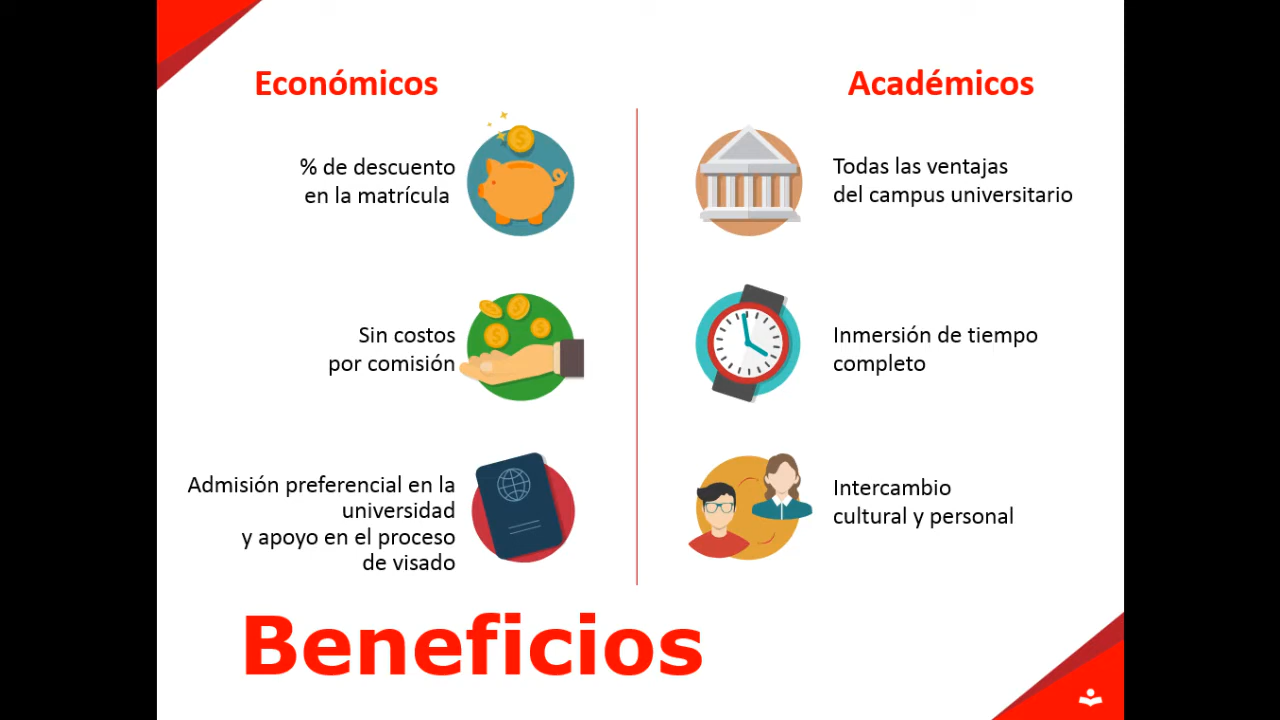 Económicos
% de descuento
en la matrícula
Sin costos
por comisión
Admisión preferencial en la
universidad
y apoyo en el proceso
de visado
Académicos
Todas las ventajas
del campus universitario
Inmersión de tiempo
completo
Intercambio
cultural y personal
Beneficios